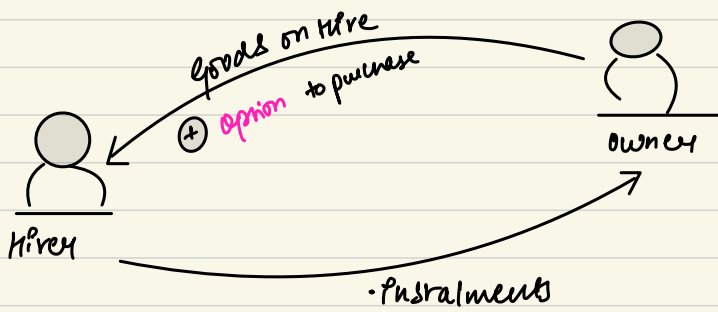 Goods on Hire
+ option to purchase
Owner
Hirer
• Instalments